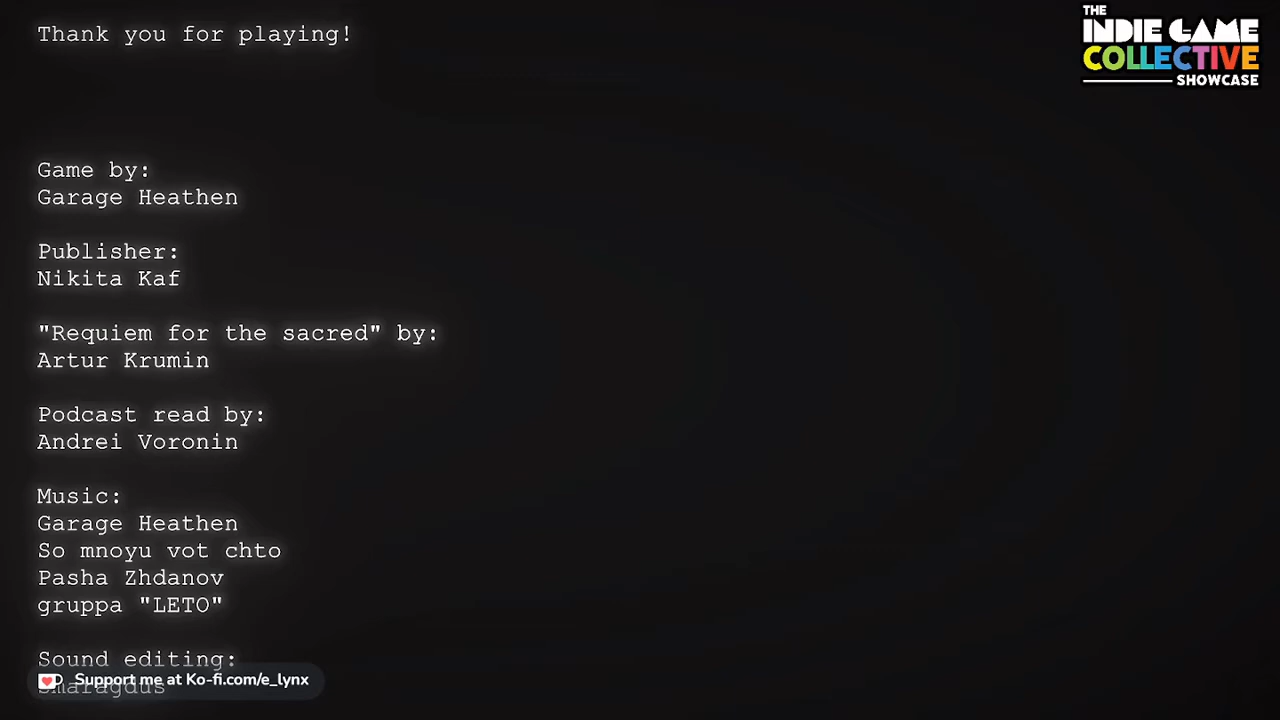 Thank you for playing!
THE
INDIE GAME
COLLECTIVE
SHOWCASE
Game by:
Garage Heathen
Publisher:
Nikita Kaf
"Requiem for the sacred" by:
Artur Krumin
Podcast read by:
Andrei Voronin
Music:
Garage Heathen
So mnoyu vot chto
Pasha Zhdanov
gruppa "LETO"
Sound editing:
Support me at Ko-fi.com/e_lynx
Smaragdus